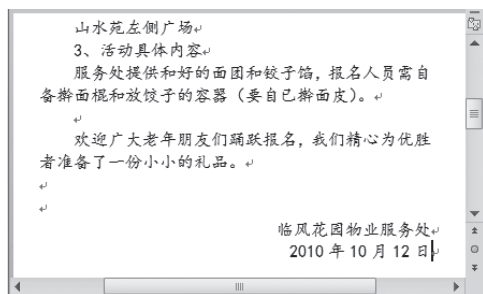 山水苑左侧广场
3、活动具体内容
服务处提供和好的面团和饺子馅，报名人员需自
备擀面棍和放饺子的容器（要自已擀面皮）。
欢迎广大老年朋友们踊跃报名，我们精心为优胜
者准备了一份小小的礼品。
临风花园物业服务处
2010 年 10 月 12 日